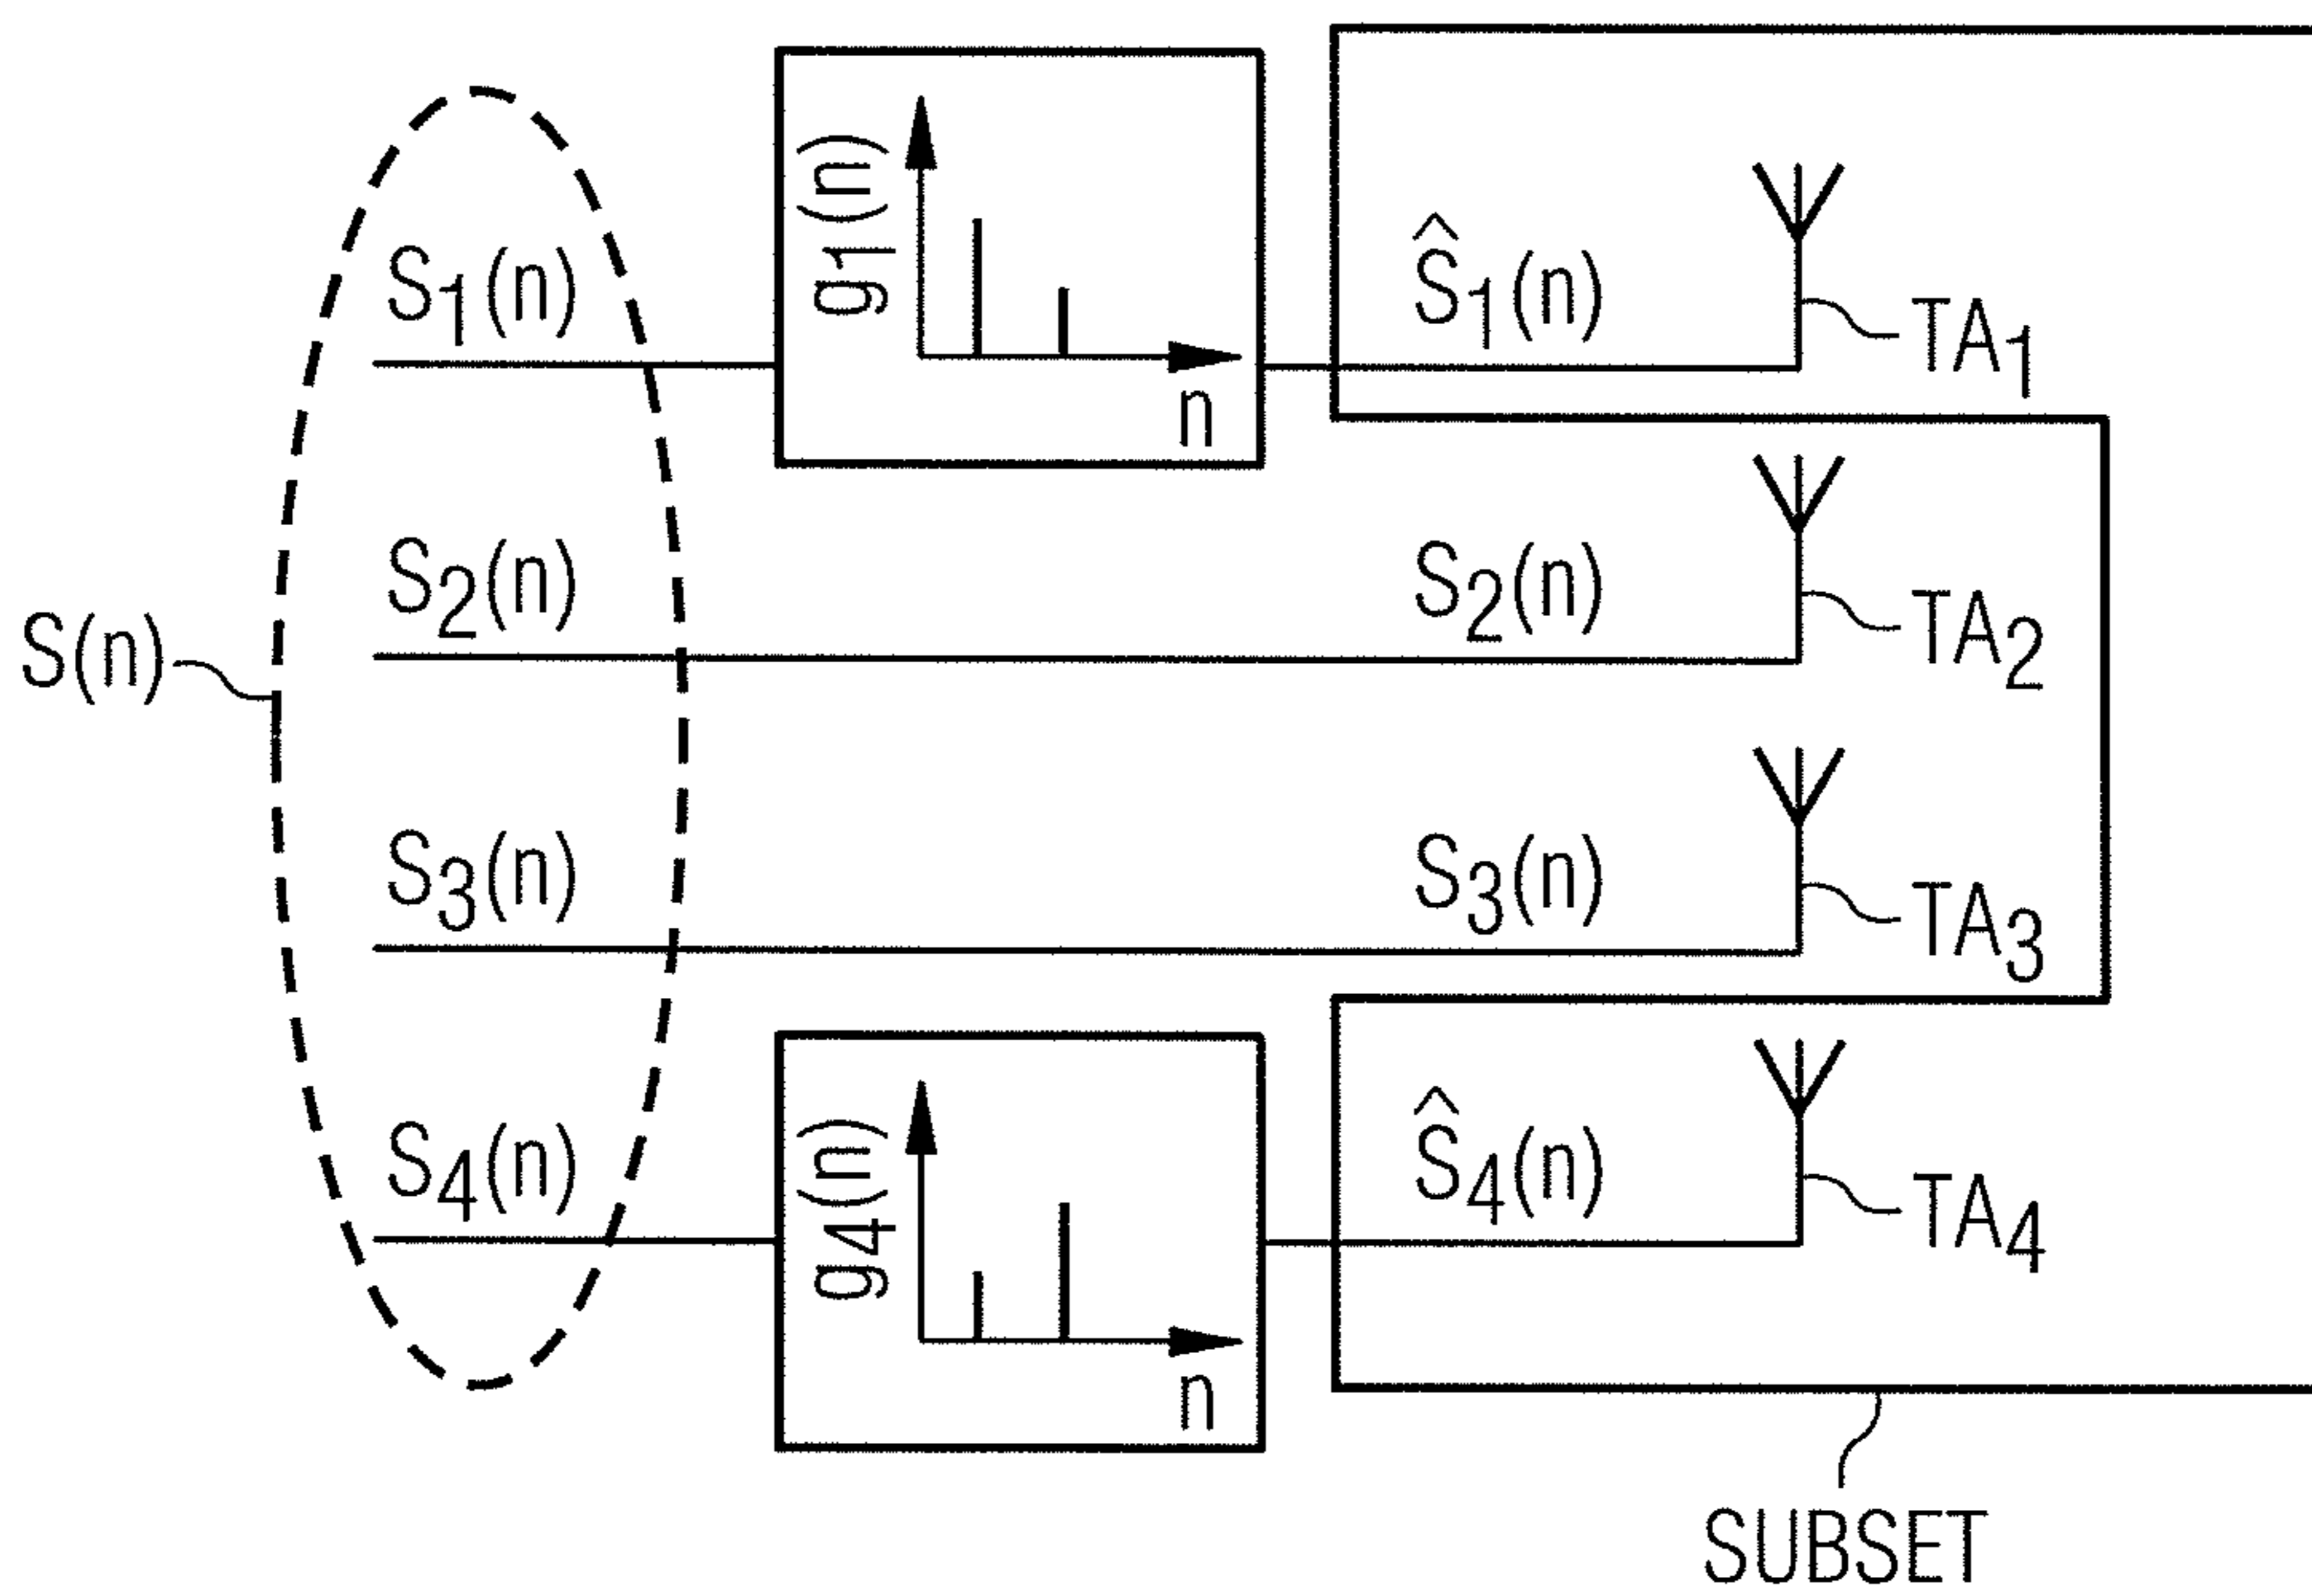 S₁(n)
g₁(n)
n
Ŝ₁(n)
TA₁
S₂(n)
S₂(n)
TA₂
S(n)
S₃(n)
S₃(n)
TA₃
S₄(n)
g₄(n)
n
Ŝ₄(n)
TA₄
SUBSET